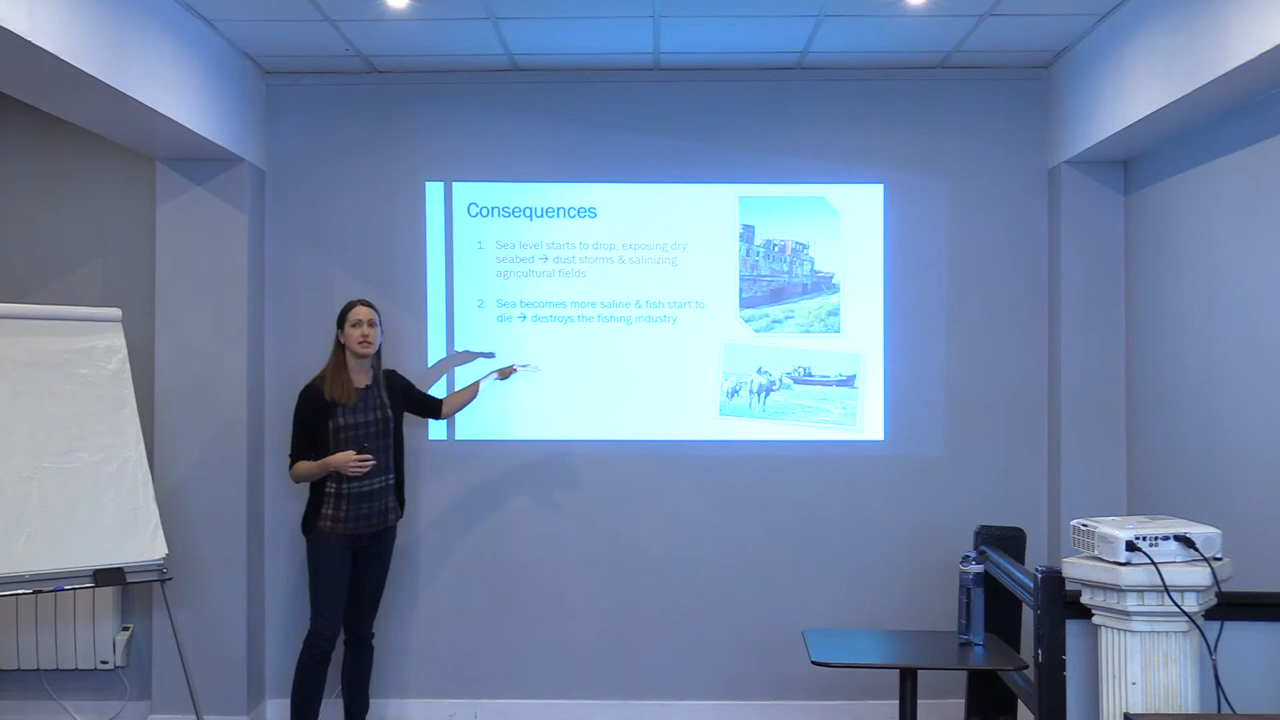 Consequences
1. Sea level starts to drop, exposing dry
seabed → dust storms & salinizing
agricultural fields
2. Sea becomes more saline & fish start to
die → destroys the fishing industry